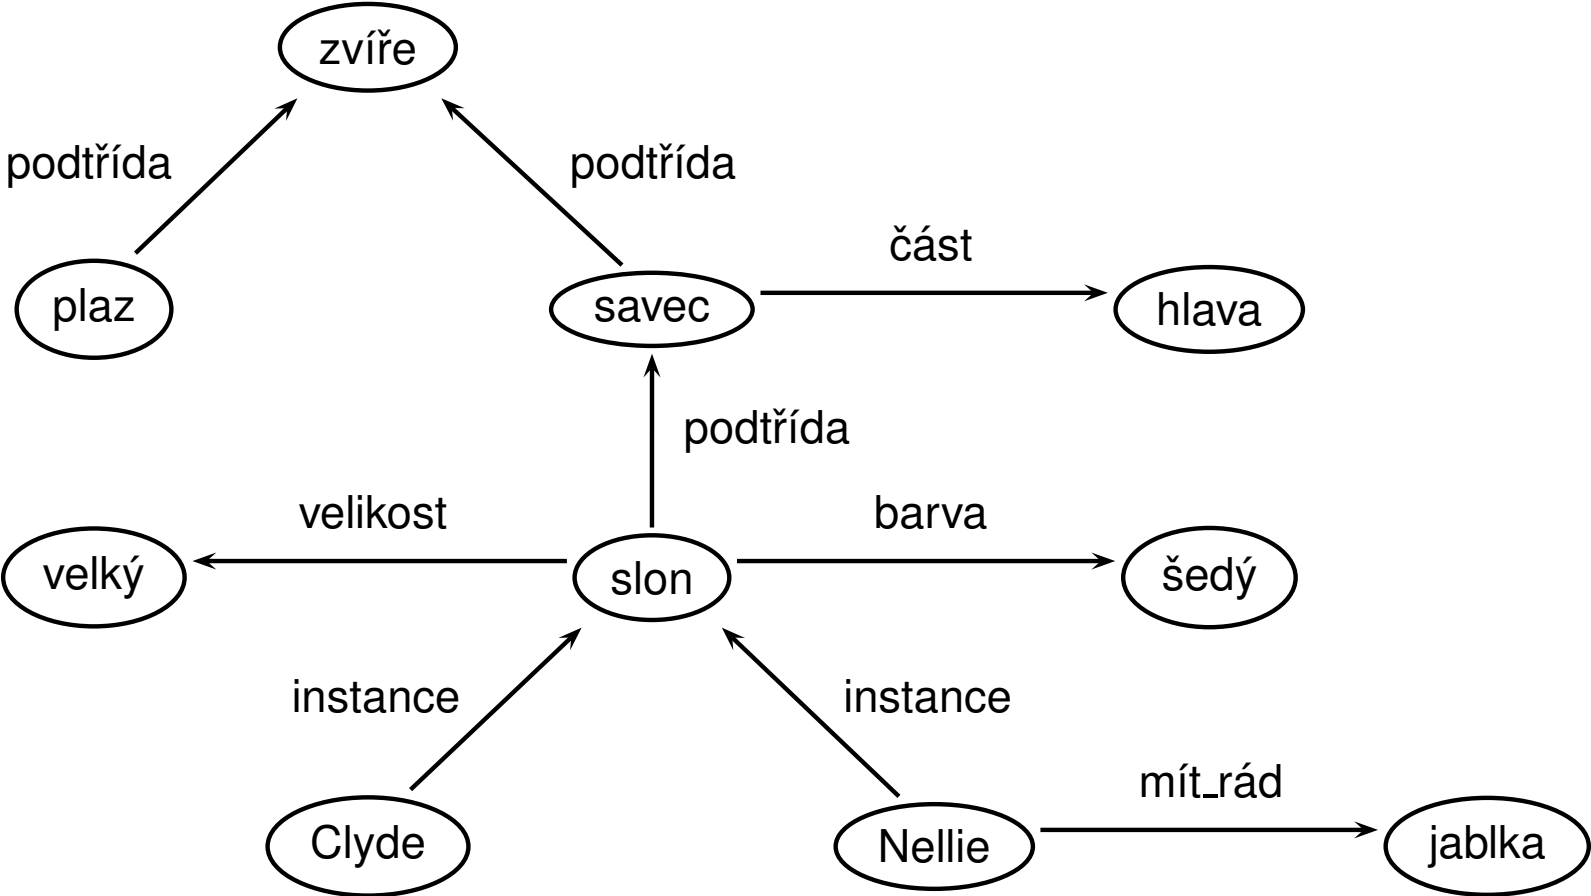 zvíře
podtřída
podtřída
část
plaz
savec
hlava
podtřída
velikost
barva
velký
slon
šedý
instance
instance
mít_rád
Clyde
Nellie
jablka